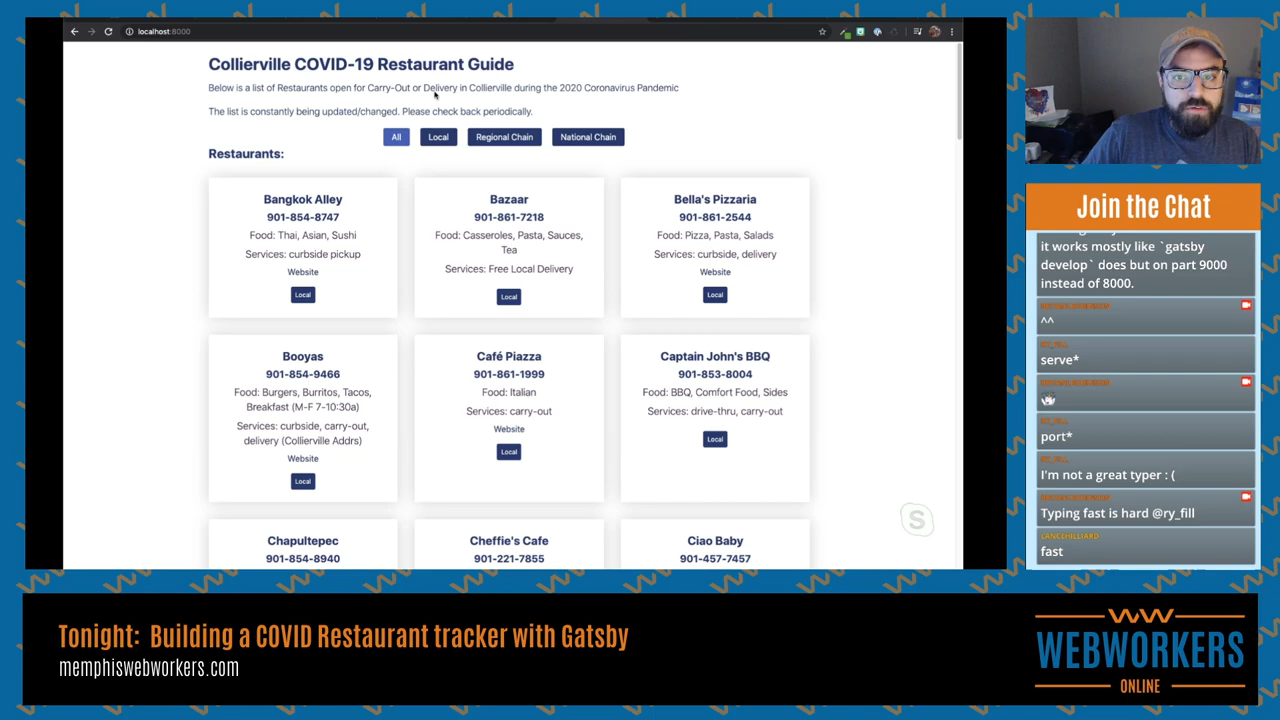 localhost:8000
Collierville COVID-19 Restaurant Guide
Below is a list of Restaurants open for Carry-Out or Delivery in Collierville during the 2020 Coronavirus Pandemic
The list is constantly being updated/changed. Please check back periodically.
All
Local
Regional Chain
National Chain
Restaurants:
Bangkok Alley
901-854-8747
Food: Thai, Asian, Sushi
Services: curbside pickup
Website
Local
Bazaar
901-861-7218
Food: Casseroles, Pasta, Sauces,
Tea
Services: Free Local Delivery
Local
Bella's Pizzaria
901-861-2544
Food: Pizza, Pasta, Salads
Services: curbside, delivery
Website
Local
Booyas
901-854-9466
Food: Burgers, Burritos, Tacos,
Breakfast (M-F 7-10:30a)
Services: curbside, carry-out,
delivery (Collierville Addrs)
Website
Local
Café Piazza
901-861-1999
Food: Italian
Services: carry-out
Website
Local
Captain John's BBQ
901-853-8004
Food: BBQ, Comfort Food, Sides
Services: drive-thru, carry-out
Local
Chapultepec
901-854-8940
Cheffie's Cafe
901-221-7855
Ciao Baby
901-457-7457
S
Join the Chat
it works mostly like `gatsby
develop` does but on part 9000
instead of 8000.
^^
RY_FILL
serve*
RY_FILL
port*
RY_FILL
I'm not a great typer : (
Typing fast is hard @ry_fill
LANCEHILLIARD
fast
Tonight: Building a COVID Restaurant tracker with Gatsby
memphiswebworkers.com
WEBWORKERS
ONLINE